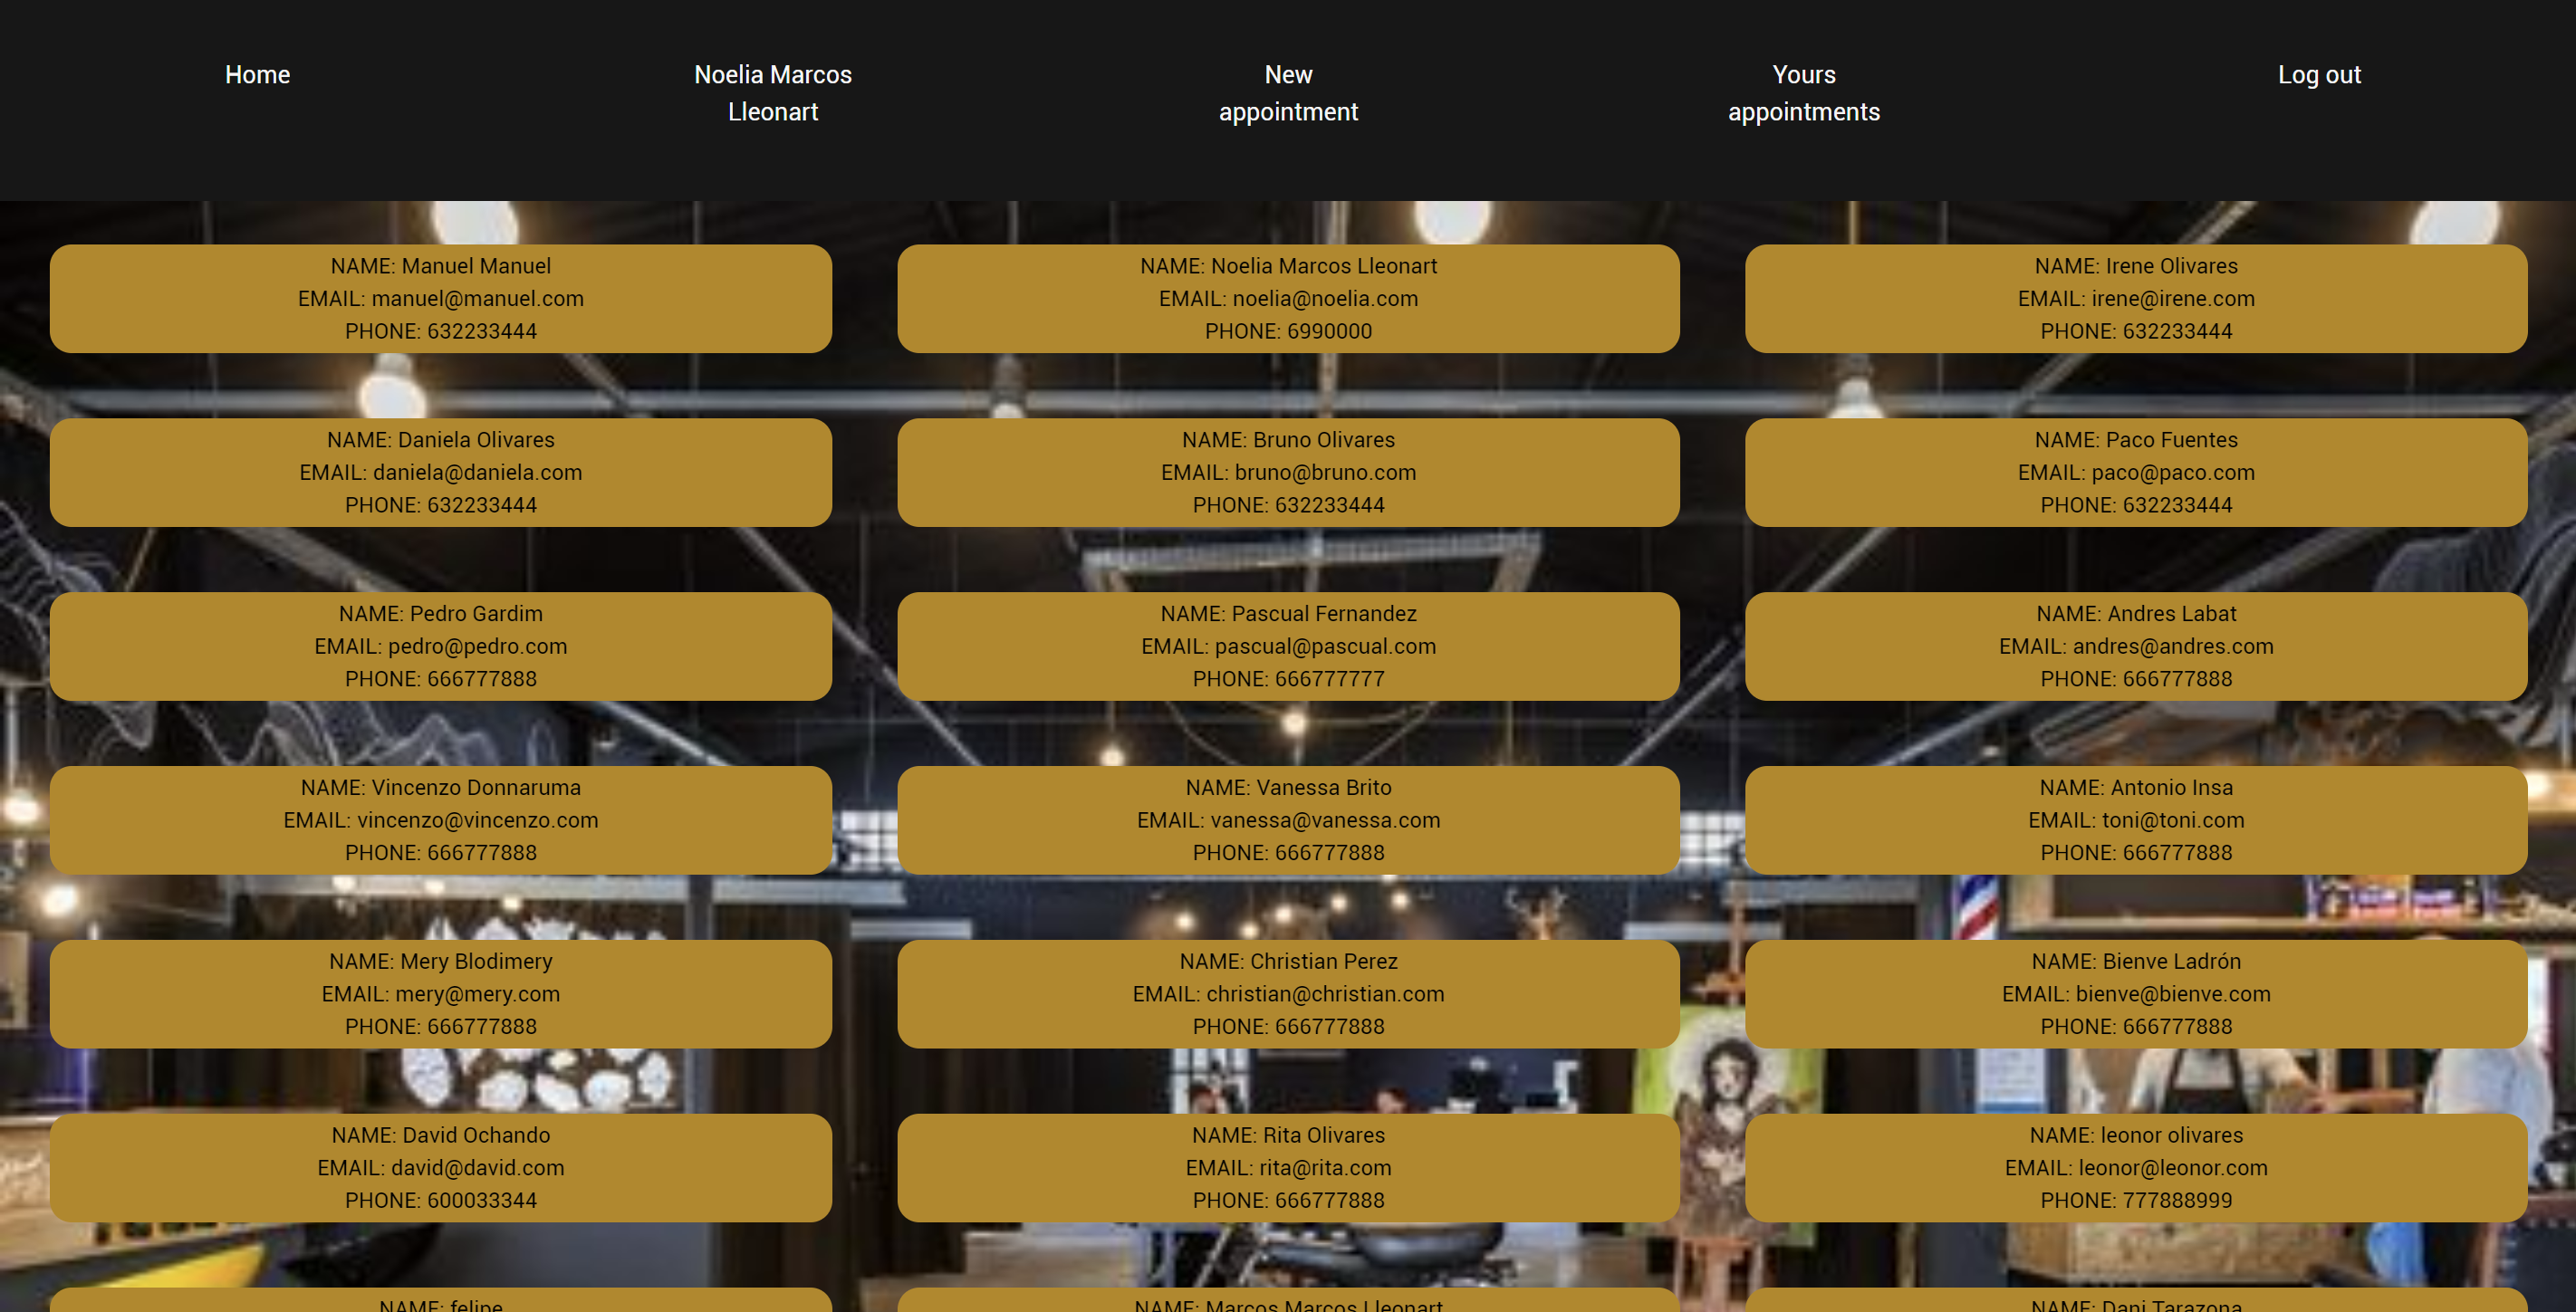 Home
Noelia Marcos
Lleonart
New
appointment
Yours
appointments
Log out
NAME: Manuel Manuel
EMAIL: manuel@manuel.com
PHONE: 632233444
NAME: Noelia Marcos Lleonart
EMAIL: noelia@noelia.com
PHONE: 6990000
NAME: Irene Olivares
EMAIL: irene@irene.com
PHONE: 632233444
NAME: Daniela Olivares
EMAIL: daniela@daniela.com
PHONE: 632233444
NAME: Bruno Olivares
EMAIL: bruno@bruno.com
PHONE: 632233444
NAME: Paco Fuentes
EMAIL: paco@paco.com
PHONE: 632233444
NAME: Pedro Gardim
EMAIL: pedro@pedro.com
PHONE: 666777888
NAME: Pascual Fernandez
EMAIL: pascual@pascual.com
PHONE: 666777777
NAME: Andres Labat
EMAIL: andres@andres.com
PHONE: 666777888
NAME: Vincenzo Donnaruma
EMAIL: vincenzo@vincenzo.com
PHONE: 666777888
NAME: Vanessa Brito
EMAIL: vanessa@vanessa.com
PHONE: 666777888
NAME: Antonio Insa
EMAIL: toni@toni.com
PHONE: 666777888
NAME: Mery Blodimery
EMAIL: mery@mery.com
PHONE: 666777888
NAME: Christian Perez
EMAIL: christian@christian.com
PHONE: 666777888
NAME: Bienve Ladrón
EMAIL: bienve@bienve.com
PHONE: 666777888
NAME: David Ochando
EMAIL: david@david.com
PHONE: 600033344
NAME: Rita Olivares
EMAIL: rita@rita.com
PHONE: 666777888
NAME: leonor olivares
EMAIL: leonor@leonor.com
PHONE: 777888999
NAME: felipe
NAME: Marcos Marcos Lleonart
NAME: Dani Tarazona